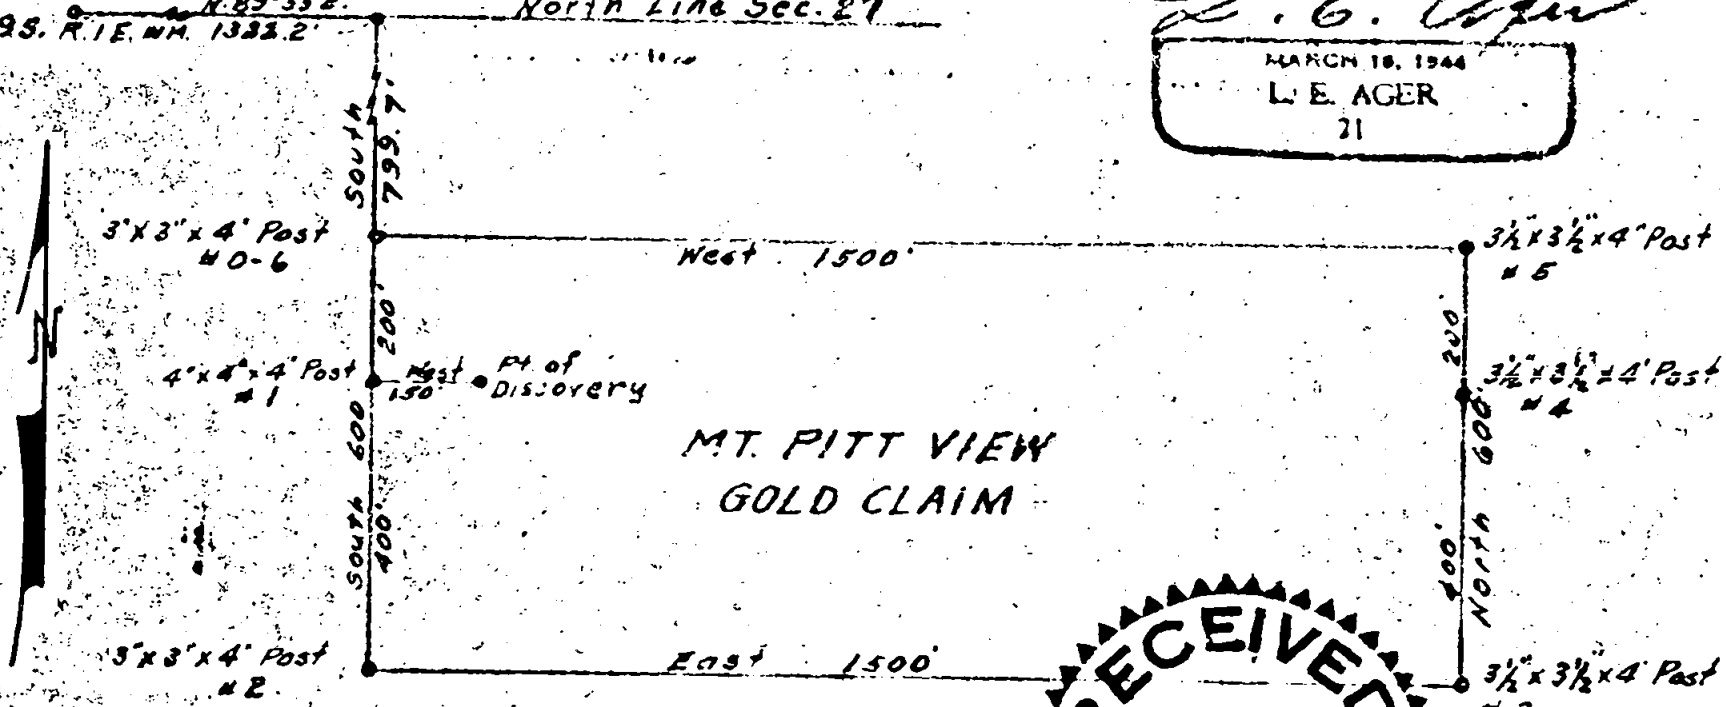 North Line Sec. 27
9S. R.1E. W.M. 1322.2'
MARCH 18, 1944
L. E. AGER
21
South
799.7'
3"x3"x4' Post
# 0-6
West 1500'
3½"x3½"x4' Post
# 5
N
200'
200'
4"x4"x4' Post
# 1
West
150'
Pt. of
Discovery
3½"x3½"x4' Post
# 4
MT. PITT VIEW
GOLD CLAIM
South 600'
400'
400'
North 600'
3"x3"x4' Post
# 2
East 1500'
RECEIVED
3½"x3½"x4' Post